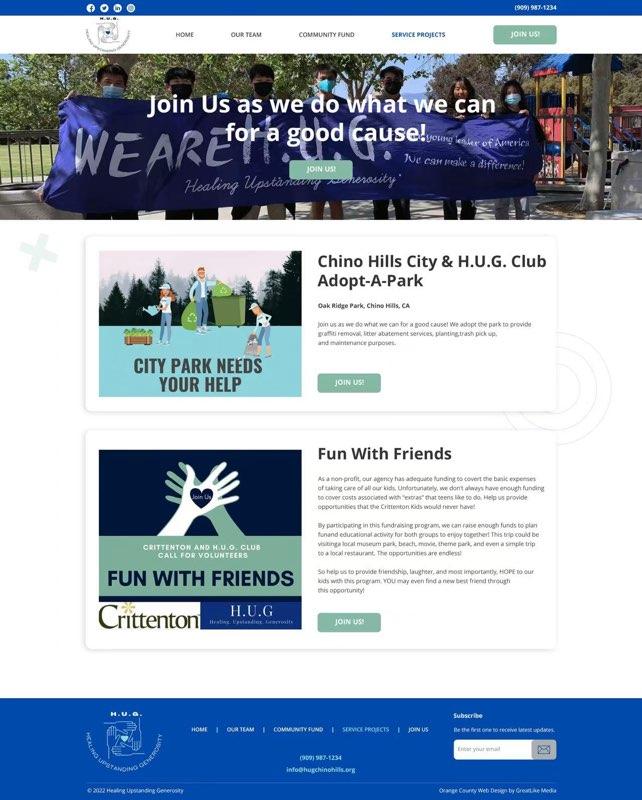 (909) 987-1234
H.U.G.
HEALING UPSTANDING GENEROSITY
HOME
OUR TEAM
COMMUNITY FUND
SERVICE PROJECTS
JOIN US!
Join Us as we do what we can
for a good cause!
WE ARE H.U.G.
young leader of America
We can make a difference!
Healing Upstanding Generosity
JOIN US!
Chino Hills City & H.U.G. Club
Adopt-A-Park
Oak Ridge Park, Chino Hills, CA
Join us as we do what we can for a good cause! We adopt the park to provide
graffiti removal, litter abatement services, planting,trash pick up,
and maintenance purposes.
JOIN US!
CITY PARK NEEDS
YOUR HELP
Fun With Friends
As a non-profit, our agency has adequate funding to covert the basic expenses
of taking care of all our kids. Unfortunately, we don't always have enough funding
to cover costs associated with "extras" that teens like to do. Help us provide
opportunities that the Crittenton Kids would never have!
By participating in this fundraising program, we can raise enough funds to plan
funand educational activity for both groups to enjoy together! This trip could be
visitinga local museum park, beach, movie, theme park, and even a simple trip
to a local restaurant. The opportunities are endless!
So help us to provide friendship, laughter, and most importantly, HOPE to our
kids with this program. YOU may even find a new best friend through
this opportunity!
JOIN US!
Join Us
CRITTENTON AND H.U.G. CLUB
CALL FOR VOLUNTEERS
FUN WITH FRIENDS
Crittenton
H.U.G
Healing. Upstanding. Generosity
H.U.G.
HEALING UPSTANDING GENEROSITY
HOME | OUR TEAM | COMMUNITY FUND | SERVICE PROJECTS | JOIN US
(909) 987-1234
info@hugchinohills.org
Subscribe
Be the first one to receive latest updates.
Enter your email
© 2022 Healing Upstanding Generosity
Orange County Web Design by GreatLike Media